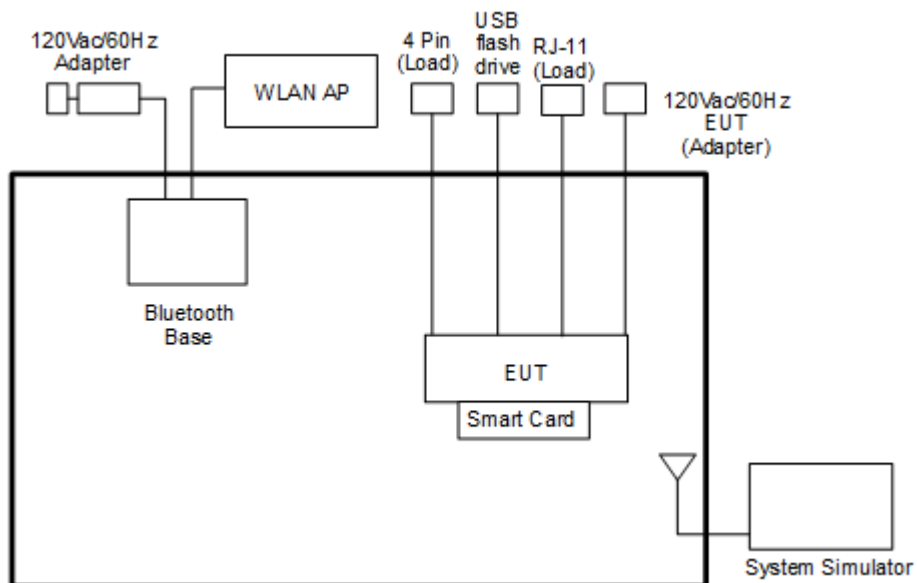 120Vac/60Hz
Adapter
WLAN AP
4 Pin
(Load)
USB
flash
drive
RJ-11
(Load)
120Vac/60Hz
EUT
(Adapter)
Bluetooth
Base
EUT
Smart Card
System Simulator